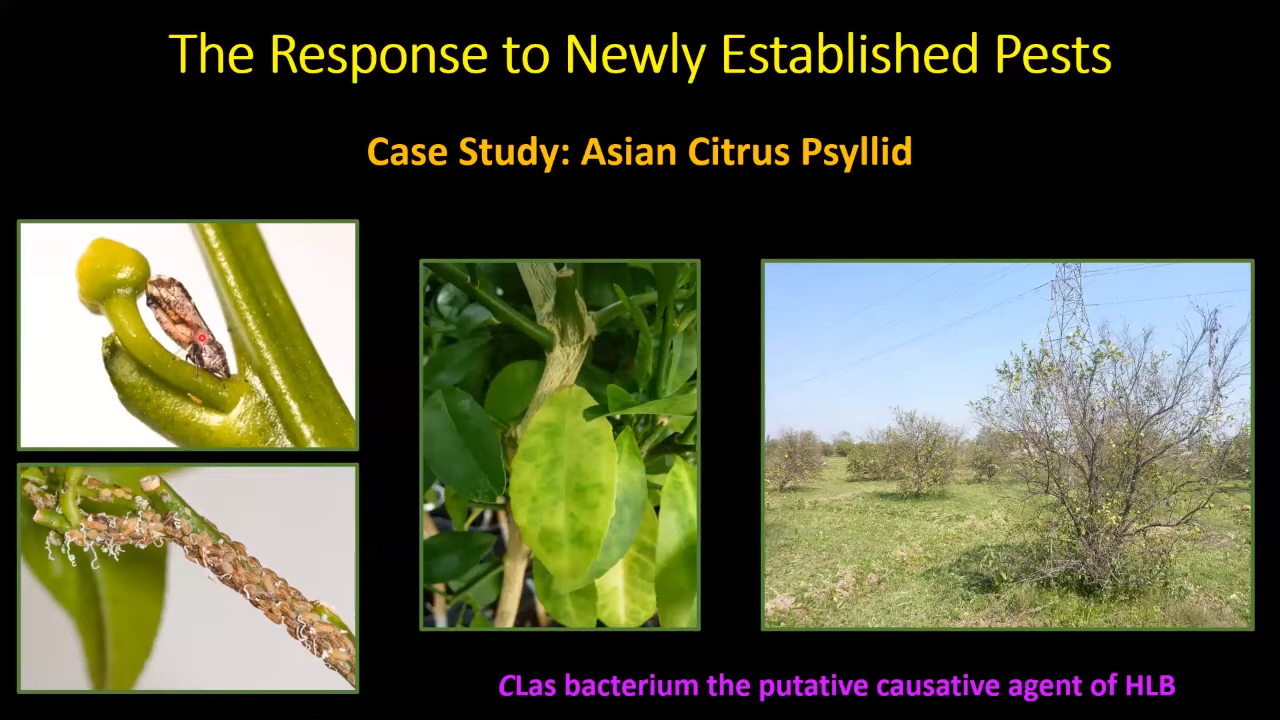 The Response to Newly Established Pests
Case Study: Asian Citrus Psyllid
CLas bacterium the putative causative agent of HLB